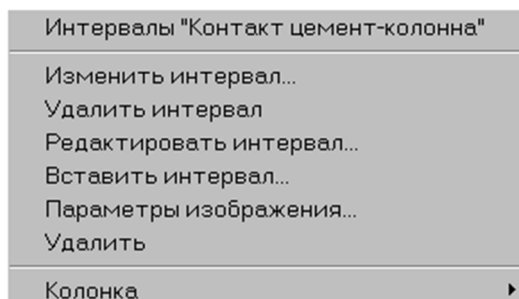 Интервалы "Контакт цемент-колонна"
Изменить интервал...
Удалить интервал
Редактировать интервал...
Вставить интервал...
Параметры изображения...
Удалить
Колонка